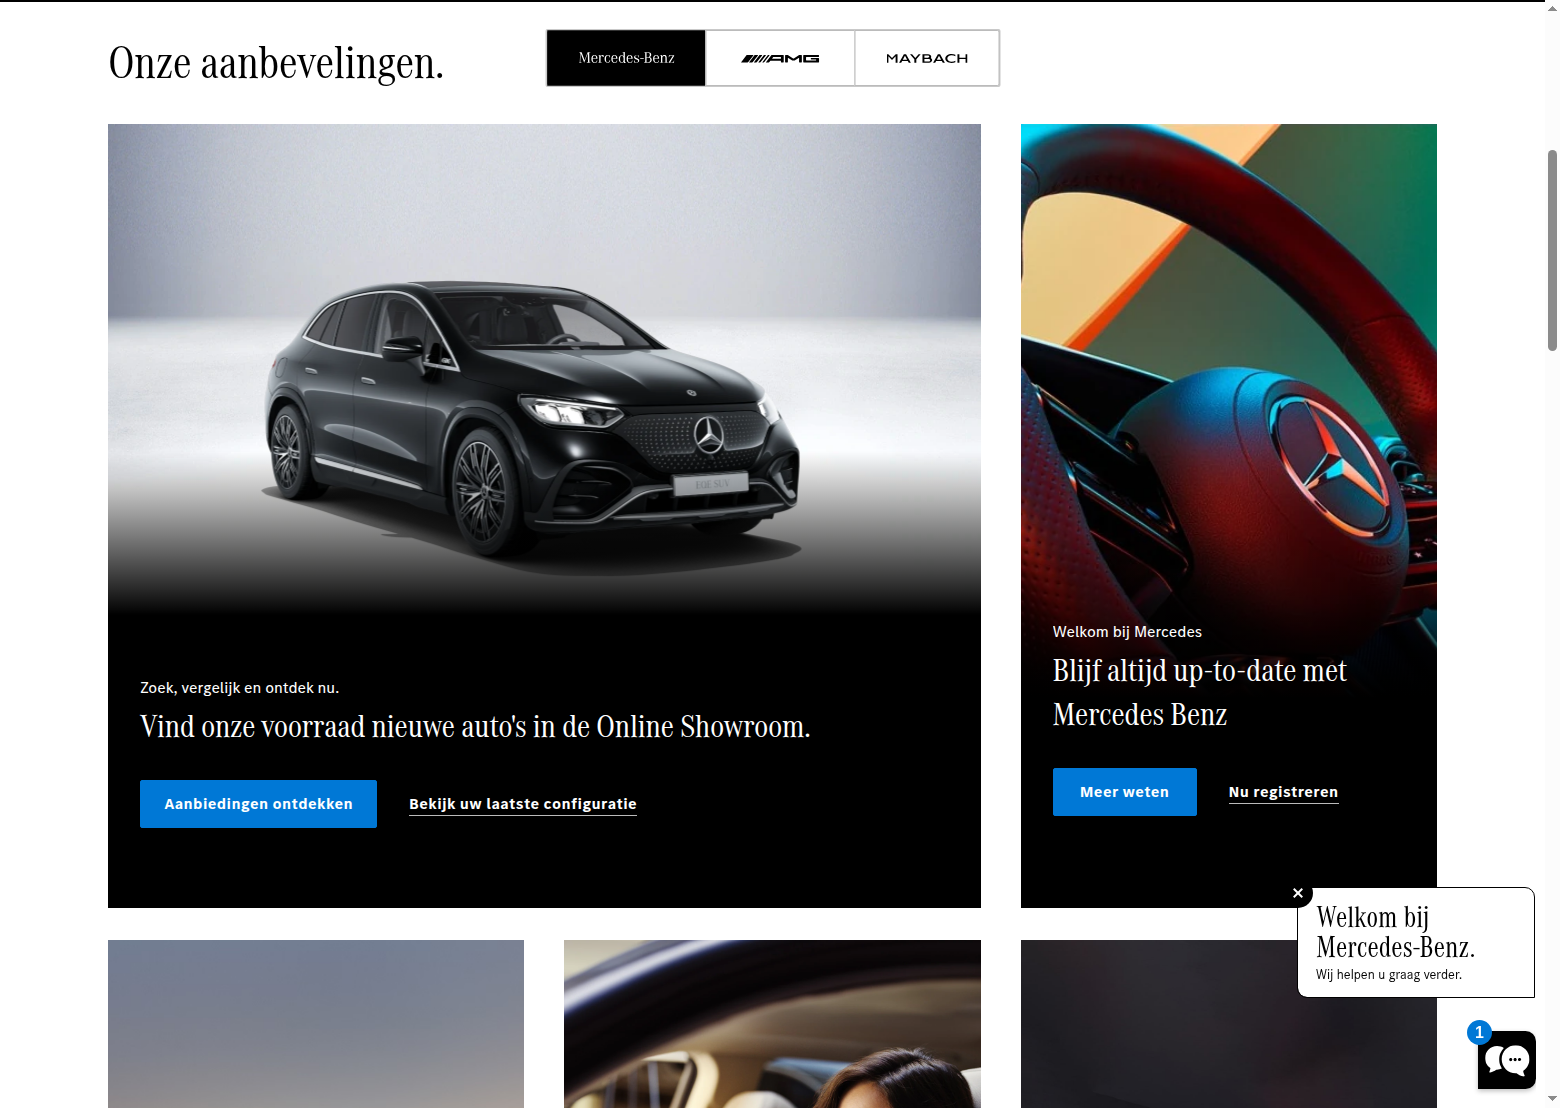 Onze aanbevelingen.
Mercedes-Benz
AMG
MAYBACH
EQE SUV
Zoek, vergelijk en ontdek nu.
Vind onze voorraad nieuwe auto's in de Online Showroom.
Aanbiedingen ontdekken
Bekijk uw laatste configuratie
Welkom bij Mercedes
Blijf altijd up-to-date met
Mercedes Benz
Meer weten
Nu registreren
Welkom bij
Mercedes-Benz.
Wij helpen u graag verder.
1